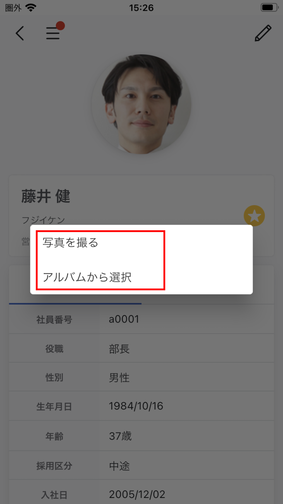 圏外 15:26
藤井 健
フジイケン
営
写真を撮る
アルバムから選択
社員番号 a0001
役職 部長
性別 男性
生年月日 1984/10/16
年齢 37歳
採用区分 中途
入社日 2005/12/02